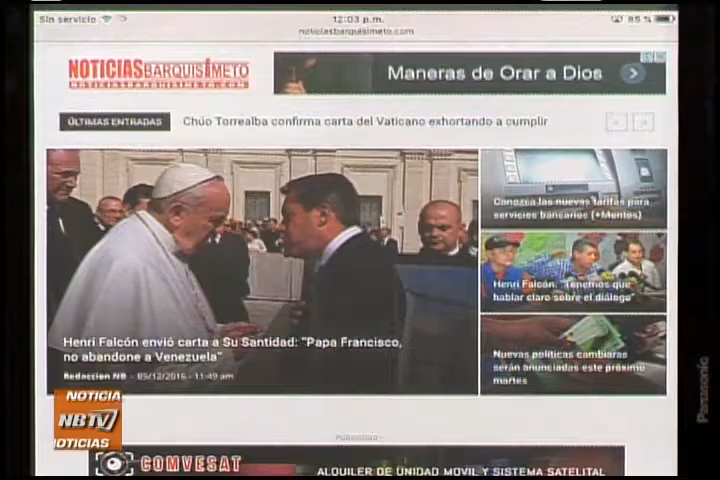 Sin servicio
12:03 p.m.
85 %
noticiasbarquisimeto.com
NOTICIASBARQUISIMETO
NOTICIASBARQUISIMETO.COM
Maneras de Orar a Dios
ÚLTIMAS ENTRADAS
Chúo Torrealba confirma carta del Vaticano exhortando a cumplir
Henri Falcón envió carta a Su Santidad: "Papa Francisco,
no abandone a Venezuela"
Redacción NB - 05/12/2016 - 11:49 am
Conozca las nuevas tarifas para
servicios bancarios (+Montos)
Henri Falcón: "Tenemos que
hablar claro sobre el diálogo"
Nuevas políticas cambiarias
serán anunciadas este próximo
martes
NOTICIA
NBTV
NOTICIAS
Publicidad
COMVESAT
ALQUILER DE UNIDAD MOVIL Y SISTEMA SATELITAL
Panasonic